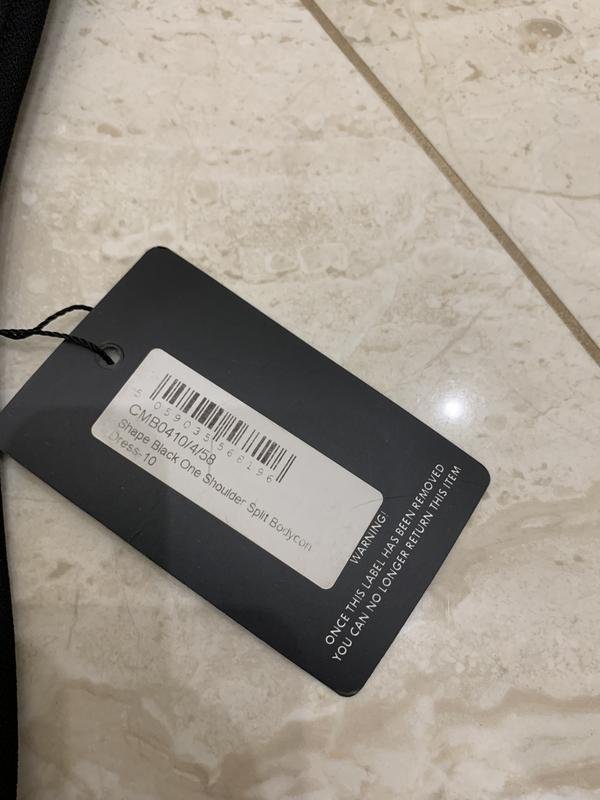 5 059035 568196
CMB0410/4/58
Shape Black One Shoulder Split Bodycon
Dress-10
WARNING!
ONCE THIS LABEL HAS BEEN REMOVED
YOU CAN NO LONGER RETURN THIS ITEM